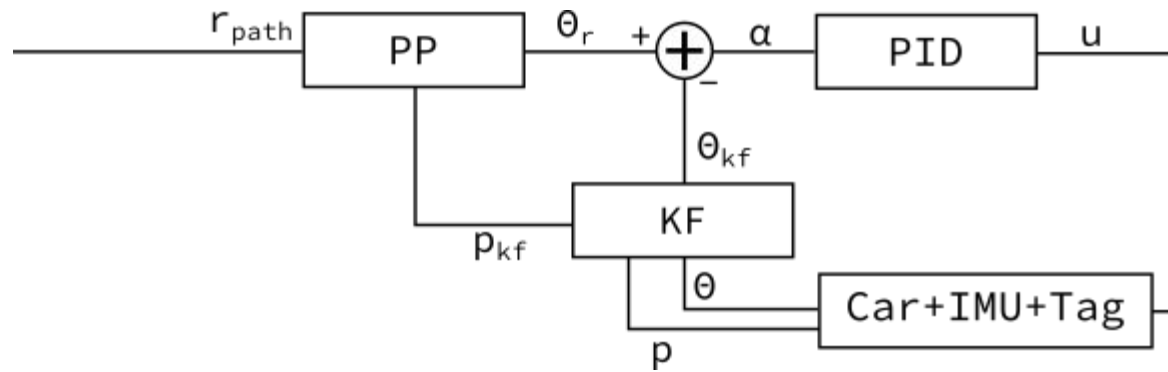 r_path PP θ_r + + α PID u
−
θ_kf
KF
p_kf
θ
Car+IMU+Tag
p